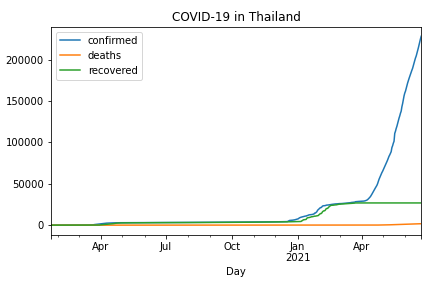 COVID-19 in Thailand
confirmed
deaths
recovered
200000
150000
100000
50000
0
Apr
Jul
Oct
Jan
2021
Apr
Day